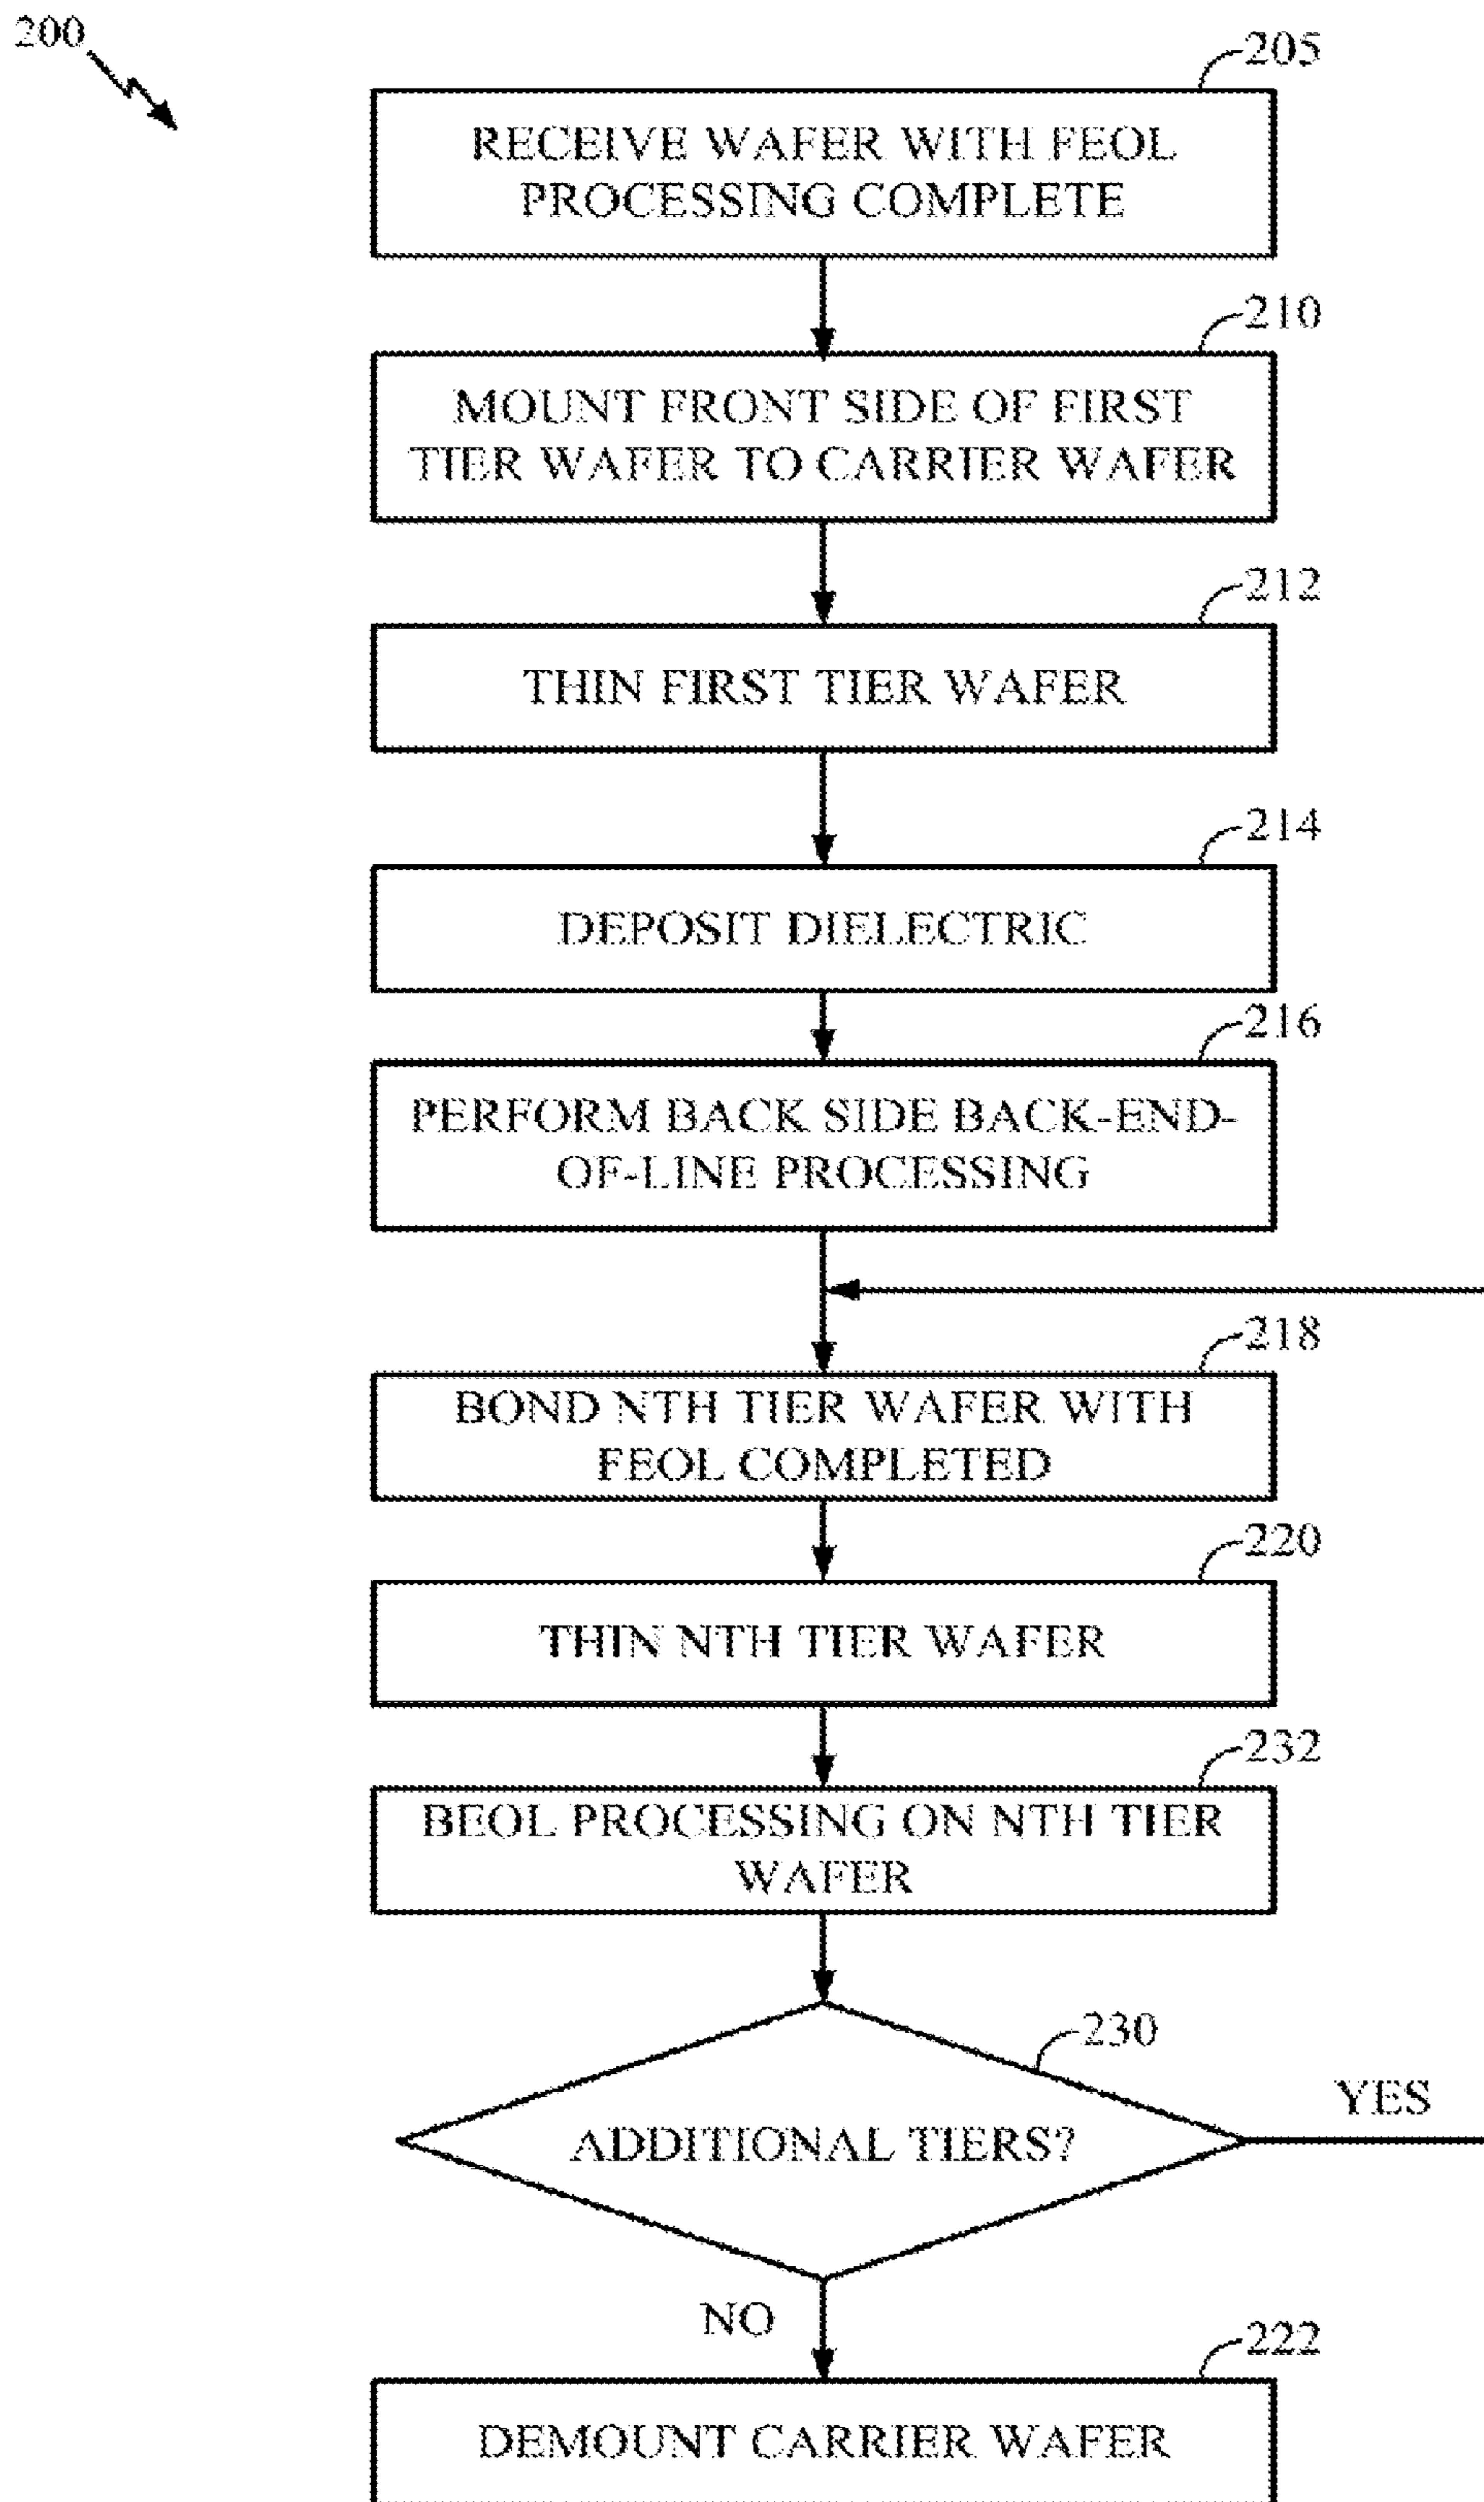 200
205
RECEIVE WAFER WITH FEOL
PROCESSING COMPLETE
210
MOUNT FRONT SIDE OF FIRST
TIER WAFER TO CARRIER WAFER
212
THIN FIRST TIER WAFER
214
DEPOSIT DIELECTRIC
216
PERFORM BACK SIDE BACK-END-
OF-LINE PROCESSING
218
BOND NTH TIER WAFER WITH
FEOL COMPLETED
220
THIN NTH TIER WAFER
232
BEOL PROCESSING ON NTH TIER
WAFER
230
ADDITIONAL TIERS?
YES
NO
222
DEMOUNT CARRIER WAFER